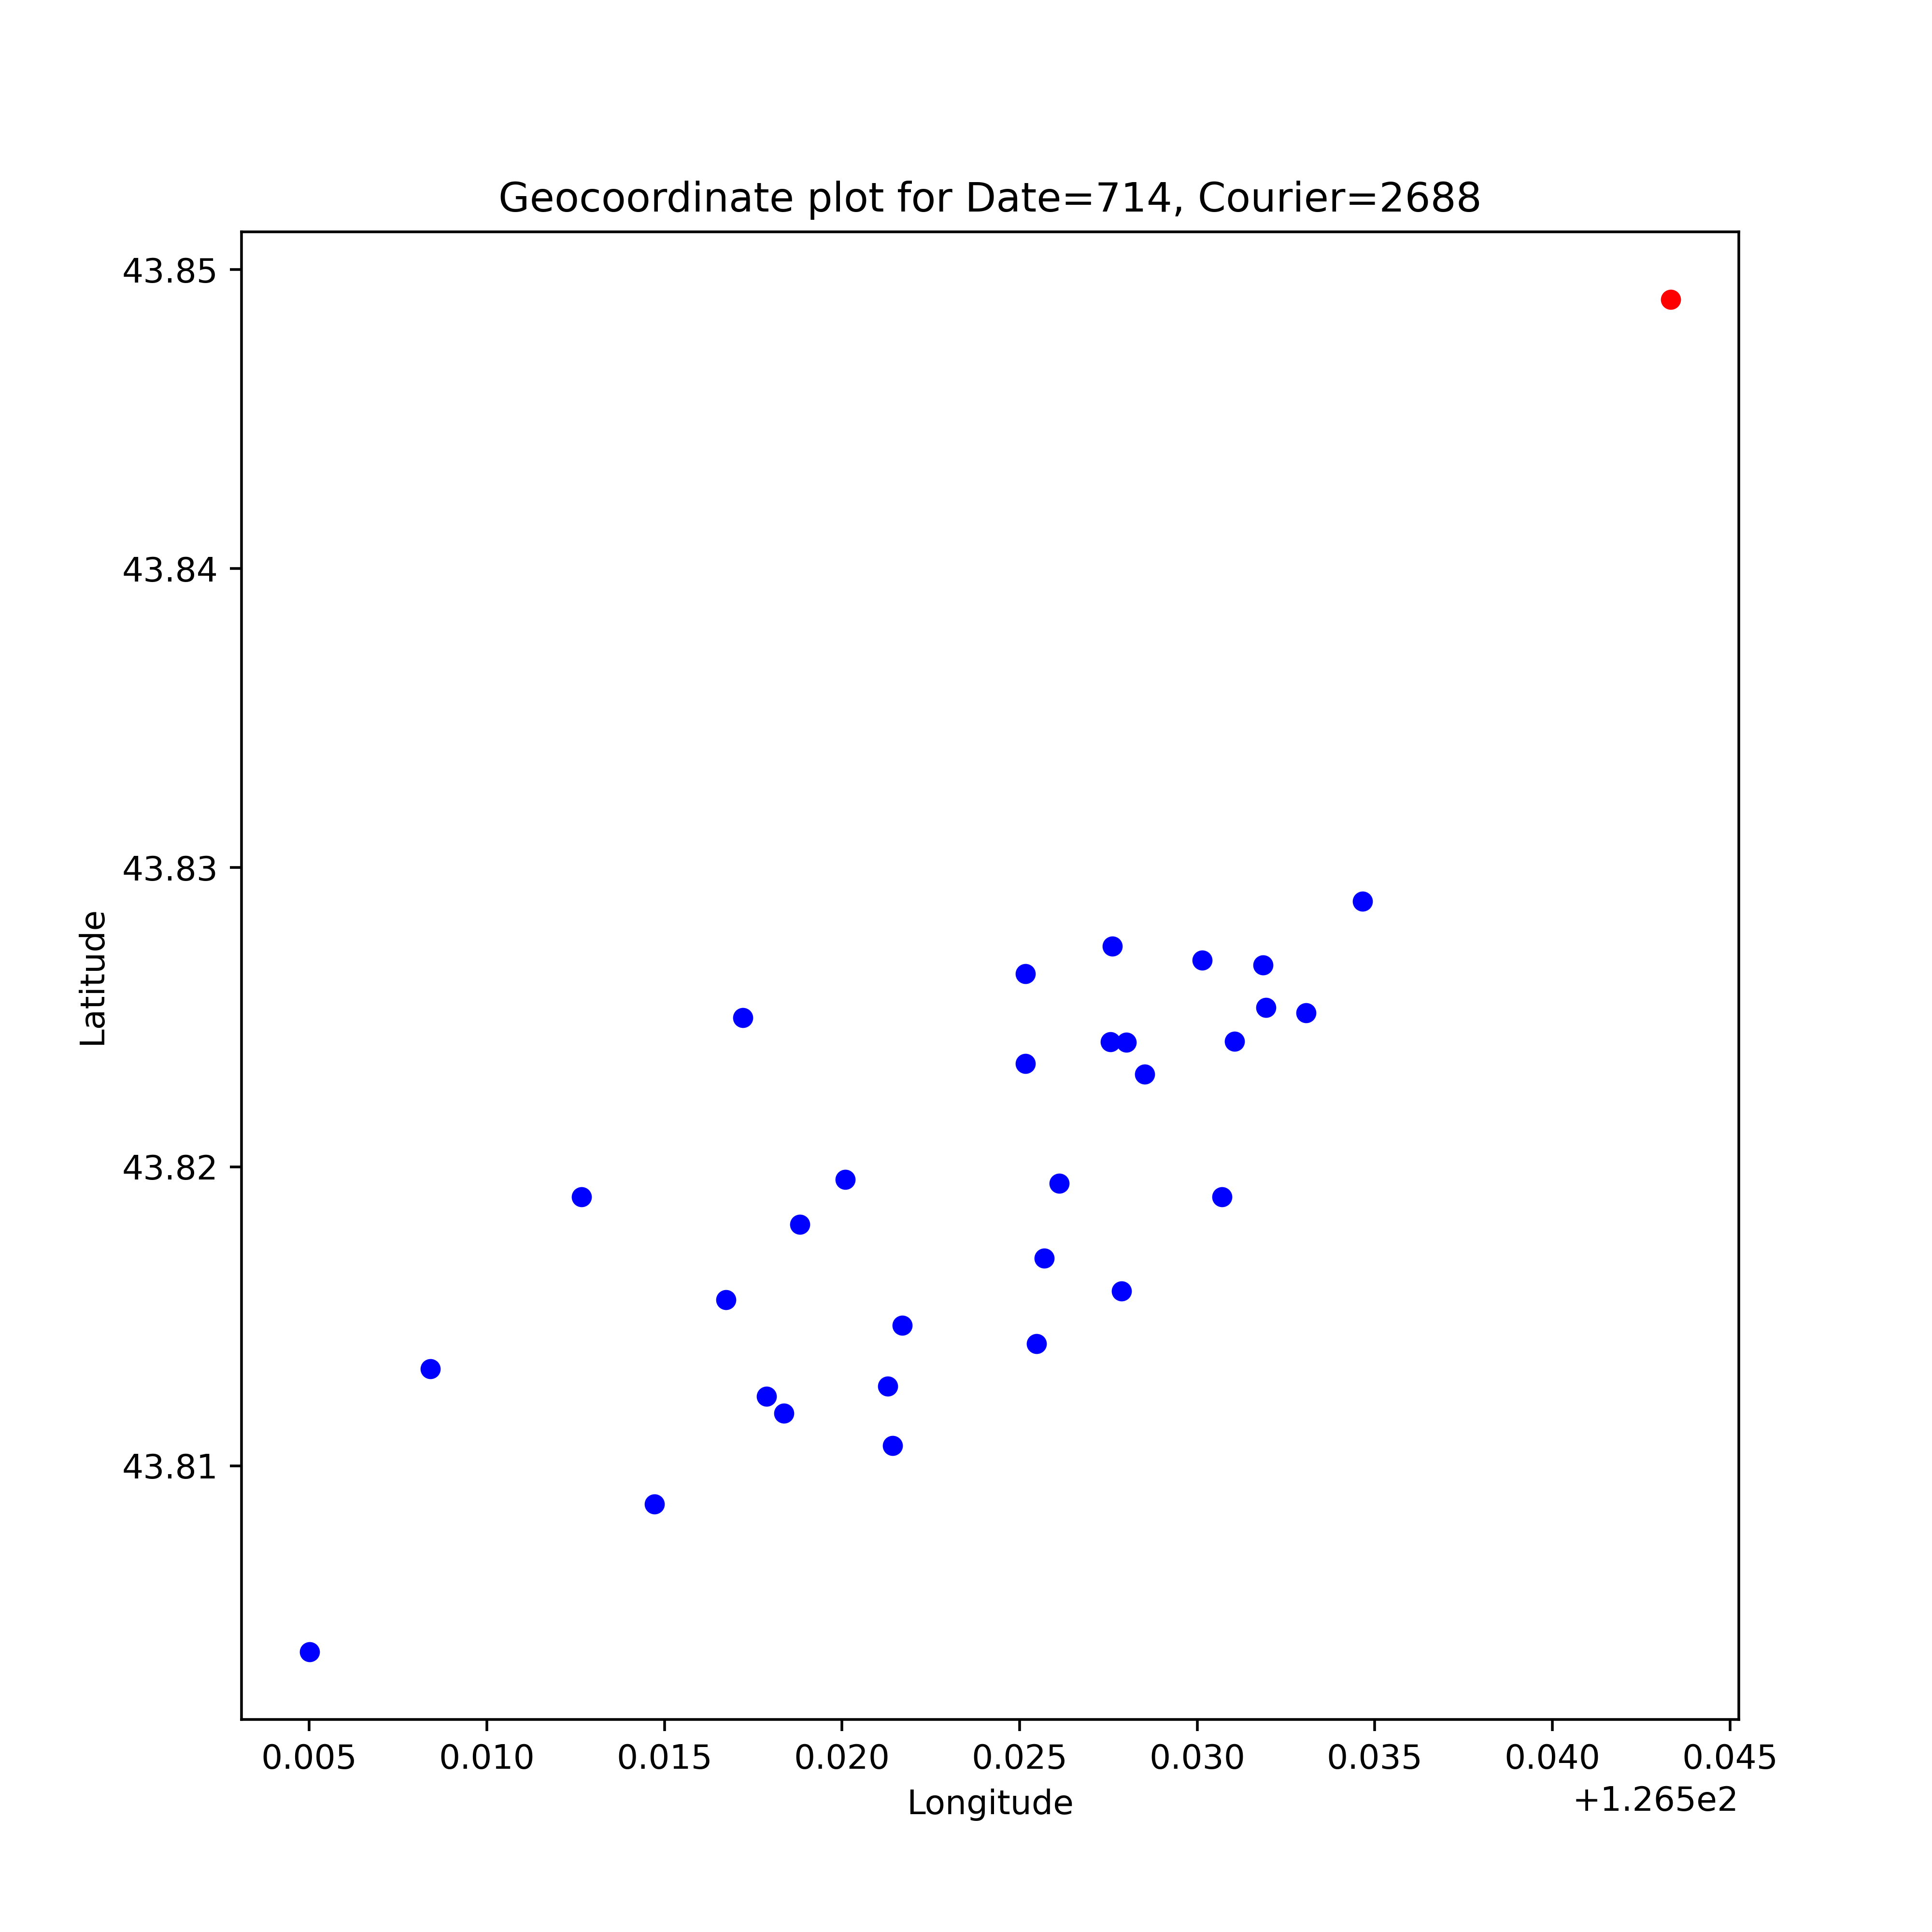 Geocoordinate plot for Date=714, Courier=2688
43.85
43.84
43.83
43.82
43.81
Latitude
0.005 0.010 0.015 0.020 0.025 0.030 0.035 0.040 0.045
+1.265e2
Longitude